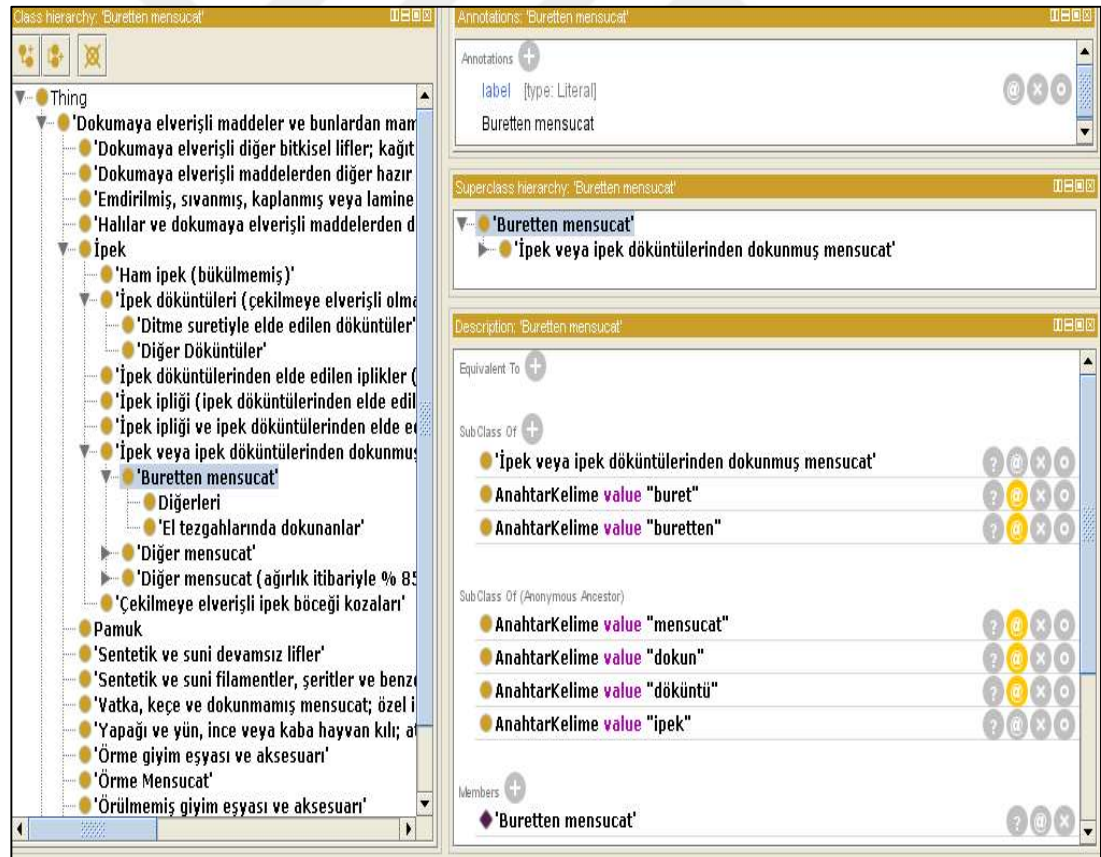 Class hierarchy: 'Buretten mensucat'
Thing
'Dokumaya elverişli maddeler ve bunlardan mam
'Dokumaya elverişli diğer bitkisel lifler; kağıt
'Dokumaya elverişli maddelerden diğer hazır
'Emdirilmiş, sıvanmış, kaplanmış veya lamine
'Halılar ve dokumaya elverişli maddelerden d
İpek
'Ham ipek (bükülmemiş)'
'İpek döküntüleri (çekilmeye elverişli olma
'Ditme suretiyle elde edilen döküntüler'
'Diğer Döküntüler'
'İpek döküntülerinden elde edilen iplikler (
'İpek ipliği (ipek döküntülerinden elde edil
'İpek ipliği ve ipek döküntülerinden elde e
'İpek veya ipek döküntülerinden dokunmuş
'Buretten mensucat'
Diğerleri
'El tezgahlarında dokunanlar'
'Diğer mensucat'
'Diğer mensucat (ağırlık itibariyle % 85
'Çekilmeye elverişli ipek böceği kozaları'
Pamuk
'Sentetik ve suni devamsız lifler'
'Sentetik ve suni filamentler, şeritler ve benz
'Vatka, keçe ve dokunmamış mensucat; özel i
'Yapağı ve yün, ince veya kaba hayvan kılı; at
'Örme giyim eşyası ve aksesuarı'
'Örme Mensucat'
'Örülmemiş giyim eşyası ve aksesuarı'
Annotations: 'Buretten mensucat'
Annotations
label [type: Literal]
Buretten mensucat
Superclass hierarchy: 'Buretten mensucat'
'Buretten mensucat'
'İpek veya ipek döküntülerinden dokunmuş mensucat'
Description: 'Buretten mensucat'
Equivalent To
SubClass Of
'İpek veya ipek döküntülerinden dokunmuş mensucat'
AnahtarKelime value "buret"
AnahtarKelime value "buretten"
SubClass Of (Anonymous Ancestor)
AnahtarKelime value "mensucat"
AnahtarKelime value "dokun"
AnahtarKelime value "döküntü"
AnahtarKelime value "ipek"
Members
'Buretten mensucat'